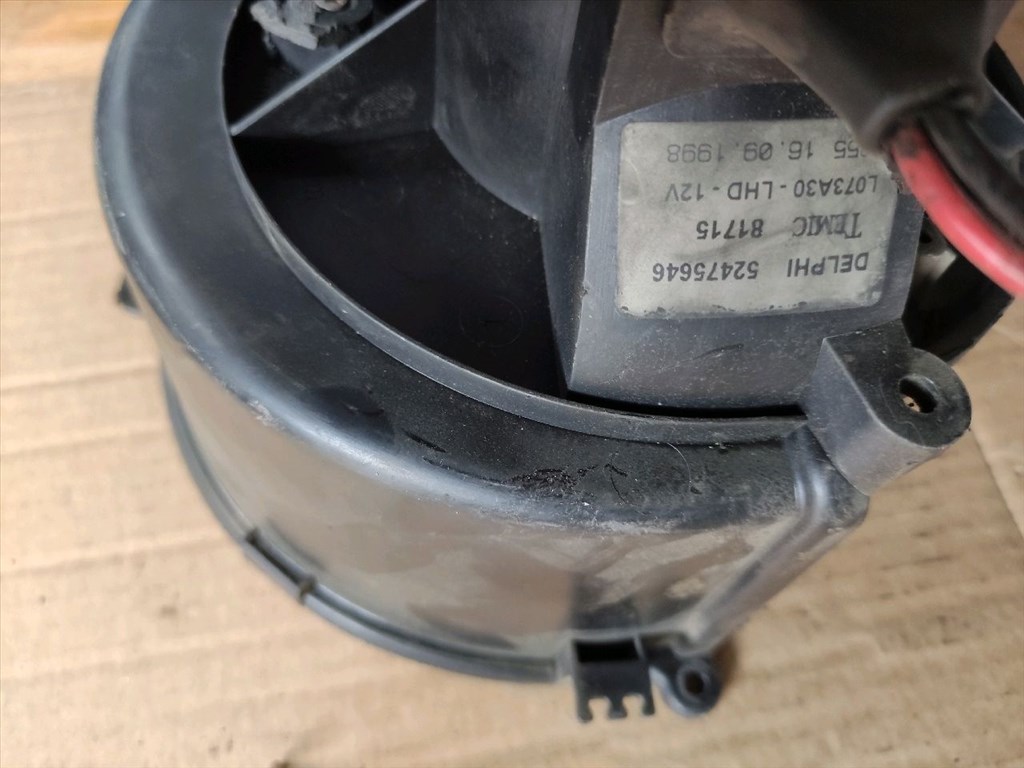 DELPHI 52475646
TEMIC 81715
L073A30 - LHD - 12V
16.09.1998